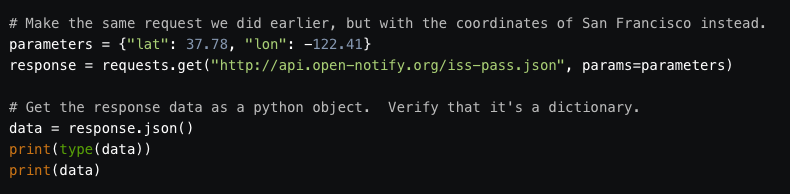 # Make the same request we did earlier, but with the coordinates of San Francisco instead.
parameters = {"lat": 37.78, "lon": -122.41}
response = requests.get("http://api.open-notify.org/iss-pass.json", params=parameters)

# Get the response data as a python object.  Verify that it's a dictionary.
data = response.json()
print(type(data))
print(data)